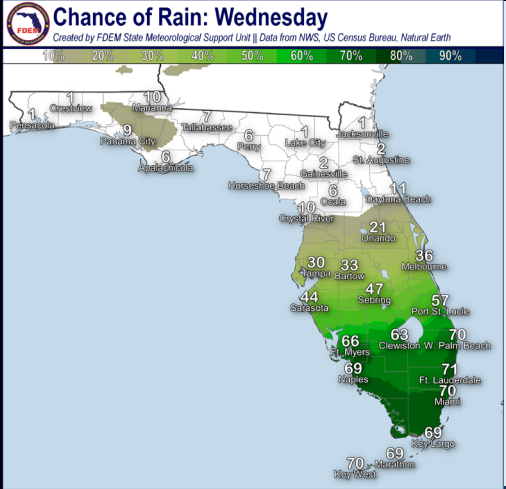 FDEM
Chance of Rain: Wednesday
Created by FDEM State Meteorological Support Unit || Data from NWS, US Census Bureau, Natural Earth
10% 20% 30% 40% 50% 60% 70% 80% 90%
1
Pensacola
1
Crestview
10
Marianna
9
Panama City
7
Tallahassee
6
Apalachicola
6
Perry
1
Lake City
1
Jacksonville
2
St. Augustine
2
Gainesville
7
Horseshoe Beach
6
Ocala
11
Daytona Beach
10
Crystal River
21
Orlando
36
Melbourne
30
Tampa
33
Bartow
47
Sebring
44
Sarasota
57
Port St. Lucie
66
Ft. Myers
63
Clewiston
70
W. Palm Beach
69
Naples
71
Ft. Lauderdale
70
Miami
69
Key Largo
69
Marathon
70
Key West